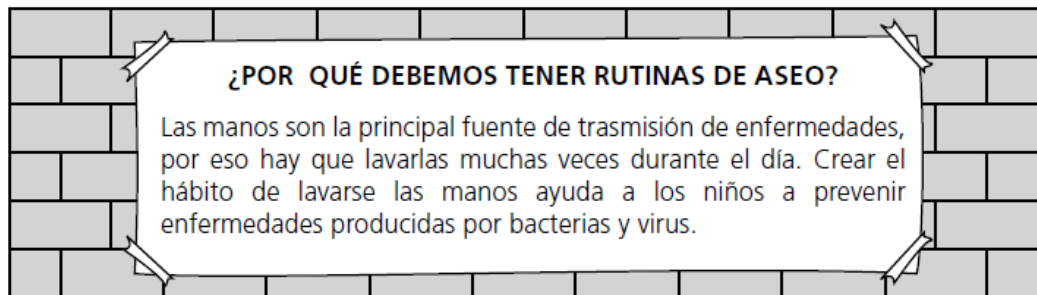 ¿POR QUÉ DEBEMOS TENER RUTINAS DE ASEO?
Las manos son la principal fuente de trasmisión de enfermedades,
por eso hay que lavarlas muchas veces durante el día. Crear el
hábito de lavarse las manos ayuda a los niños a prevenir
enfermedades producidas por bacterias y virus.